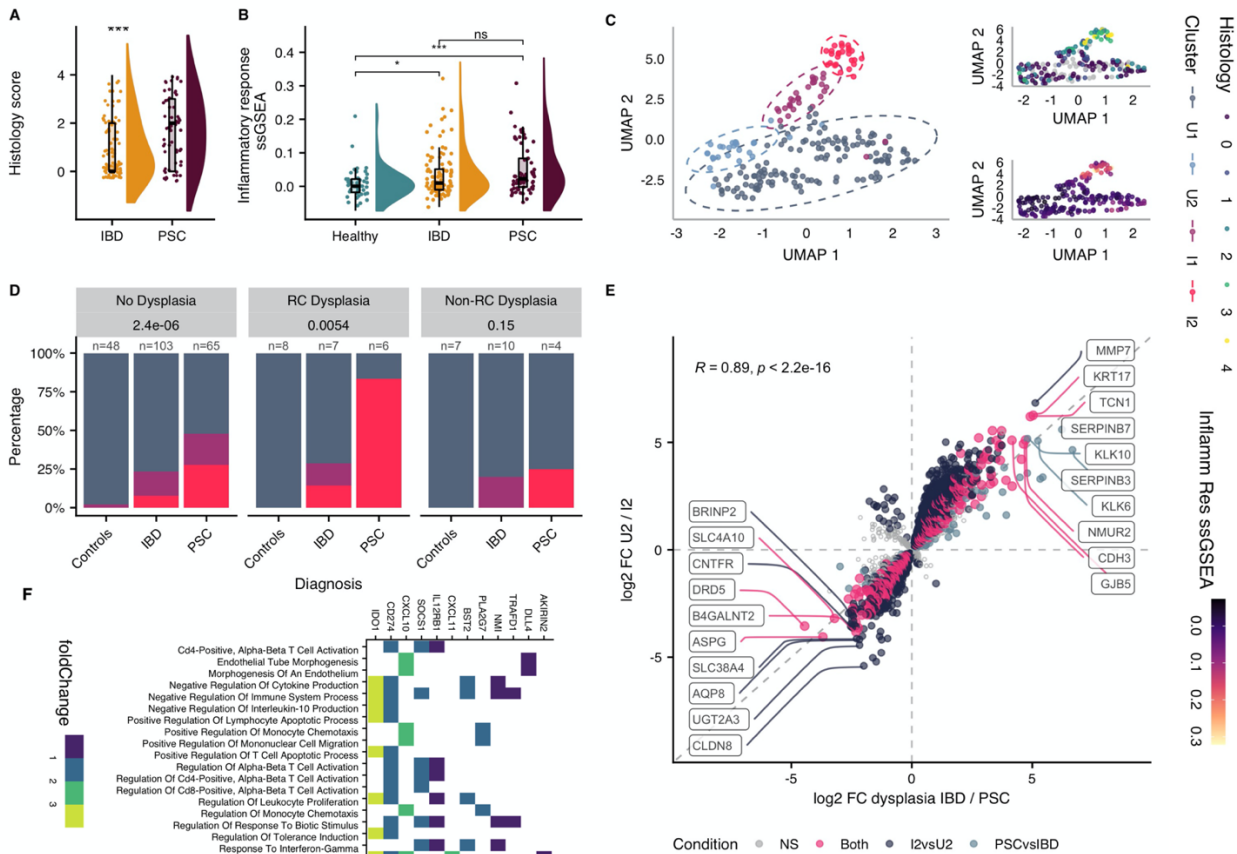 A
Histology score
4
2
0
***
IBD
PSC
B
Inflammatory response
ssGSEA
0.4
0.3
0.2
0.1
0.0
ns
***
*
Healthy
IBD
PSC
C
UMAP 2
5.0
2.5
0.0
-2.5
-3
-2
-1
0
1
2
3
UMAP 1
UMAP 2
6
4
2
0
-2
-4
-2
-1
0
1
2
UMAP 1
UMAP 2
6
4
2
0
-2
-4
-2
-1
0
1
2
UMAP 1
Histology
0
1
2
3
4
Cluster
U1
U2
I1
I2
Inflamm Res ssGSEA
0.0
0.1
0.2
0.3
D
No Dysplasia
RC Dysplasia
Non-RC Dysplasia
2.4e-06
0.0054
0.15
n=48
n=103
n=65
n=8
n=7
n=6
n=7
n=10
n=4
Percentage
100%
75%
50%
25%
0%
Controls
IBD
PSC
Controls
IBD
PSC
Controls
IBD
PSC
Diagnosis
E
R = 0.89, p < 2.2e-16
log2 FC U2 / I2
5
0
-5
MMP7
KRT17
TCN1
SERPINB7
KLK10
SERPINB3
KLK6
NMUR2
CDH3
GJB5
BRINP2
SLC4A10
CNTFR
DRD5
B4GALNT2
ASPG
SLC38A4
AQP8
UGT2A3
CLDN8
-5
0
5
log2 FC dysplasia IBD / PSC
Condition
NS
Both
I2vsU2
PSCvsIBD
F
foldChange
1
2
3
IDO1
CD274
CXCL10
SOCS1
IL12RB1
CXCL11
BST2
PLA2G7
NMI
TRAFD1
DLL4
AKIRIN2
Cd4-Positive, Alpha-Beta T Cell Activation
Endothelial Tube Morphogenesis
Morphogenesis Of An Endothelium
Negative Regulation Of Cytokine Production
Negative Regulation Of Immune System Process
Negative Regulation Of Interleukin-10 Production
Positive Regulation Of Lymphocyte Apoptotic Process
Positive Regulation Of Monocyte Chemotaxis
Positive Regulation Of Mononuclear Cell Migration
Positive Regulation Of T Cell Apoptotic Process
Regulation Of Alpha-Beta T Cell Activation
Regulation Of Cd4-Positive, Alpha-Beta T Cell Activation
Regulation Of Cd8-Positive, Alpha-Beta T Cell Activation
Regulation Of Leukocyte Proliferation
Regulation Of Monocyte Chemotaxis
Regulation Of Response To Biotic Stimulus
Regulation Of Tolerance Induction
Response To Interferon-Gamma